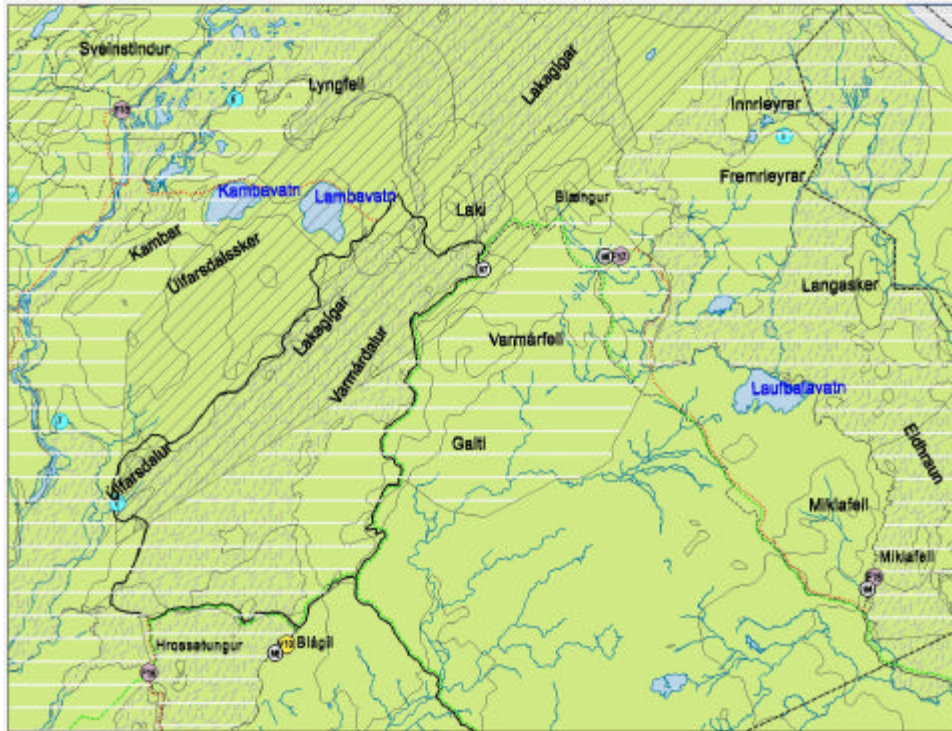 Sveinstindur
Lyngfell
Lakagígar
Innrieyrar
Fremrieyrar
Kambavatn
Lambavatn
Laki
Blængur
Kambar
Úlfarsdalssker
Langasker
Lakagígar
Varmárdalur
Varmárfell
Laufbalavatn
Galti
Eldhraun
Úlfarsdalur
Miklafell
Miklafell
Hrossatungur
Blágil